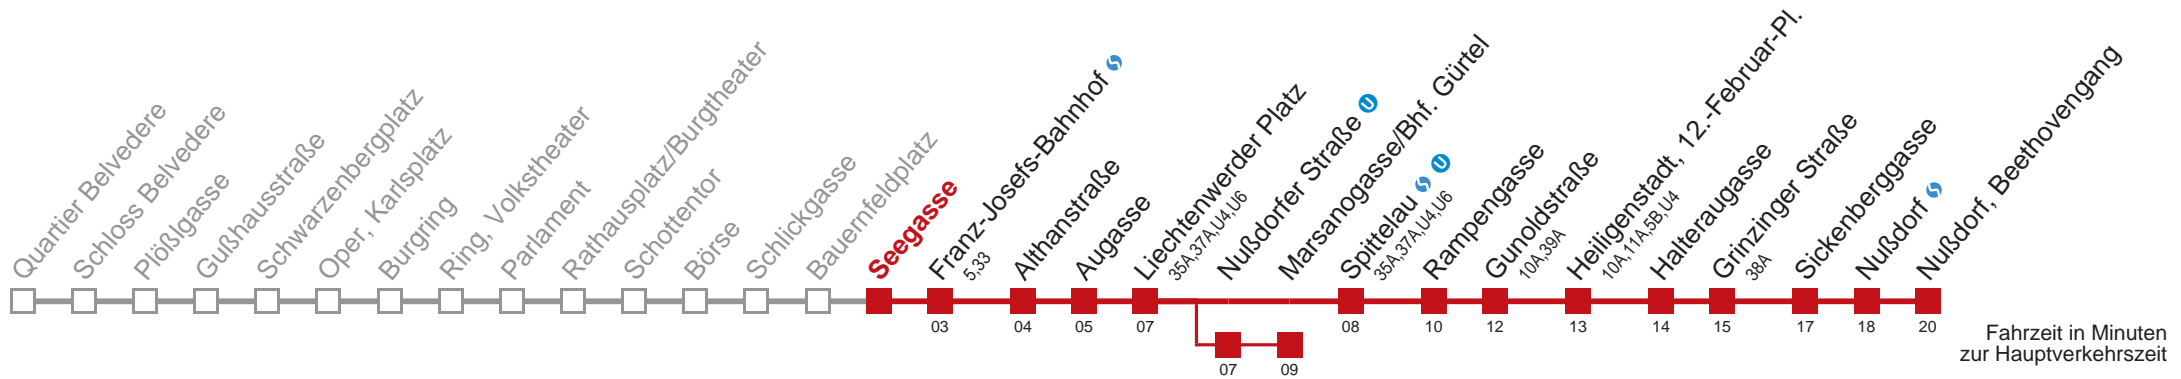 Quartier Belvedere
Schloss Belvedere
Plößlgasse
Gußhausstraße
Schwarzenbergplatz
Oper, Karlsplatz
Burgring
Ring, Volkstheater
Parlament
Rathausplatz/Burgtheater
Schottentor
Börse
Schlickgasse
Bauernfeldplatz
Seegasse
Franz-Josefs-Bahnhof S
5,33
Althanstraße
Augasse
Liechtenwerder Platz
35A,37A,U4,U6
Nußdorfer Straße U
Marsanogasse/Bhf. Gürtel
Spittelau S U
35A,37A,U4,U6
Rampengasse
Gunoldstraße
10A,39A
Heiligenstadt, 12.-Februar-Pl.
10A,11A,5B,U4
Halteraugasse
Grinzinger Straße
38A
Sickenberggasse
Nußdorf S
Nußdorf, Beethovengang
03 04 05 07 08 10 12 13 14 15 17 18 20
07 09
Fahrzeit in Minuten
zur Hauptverkehrszeit